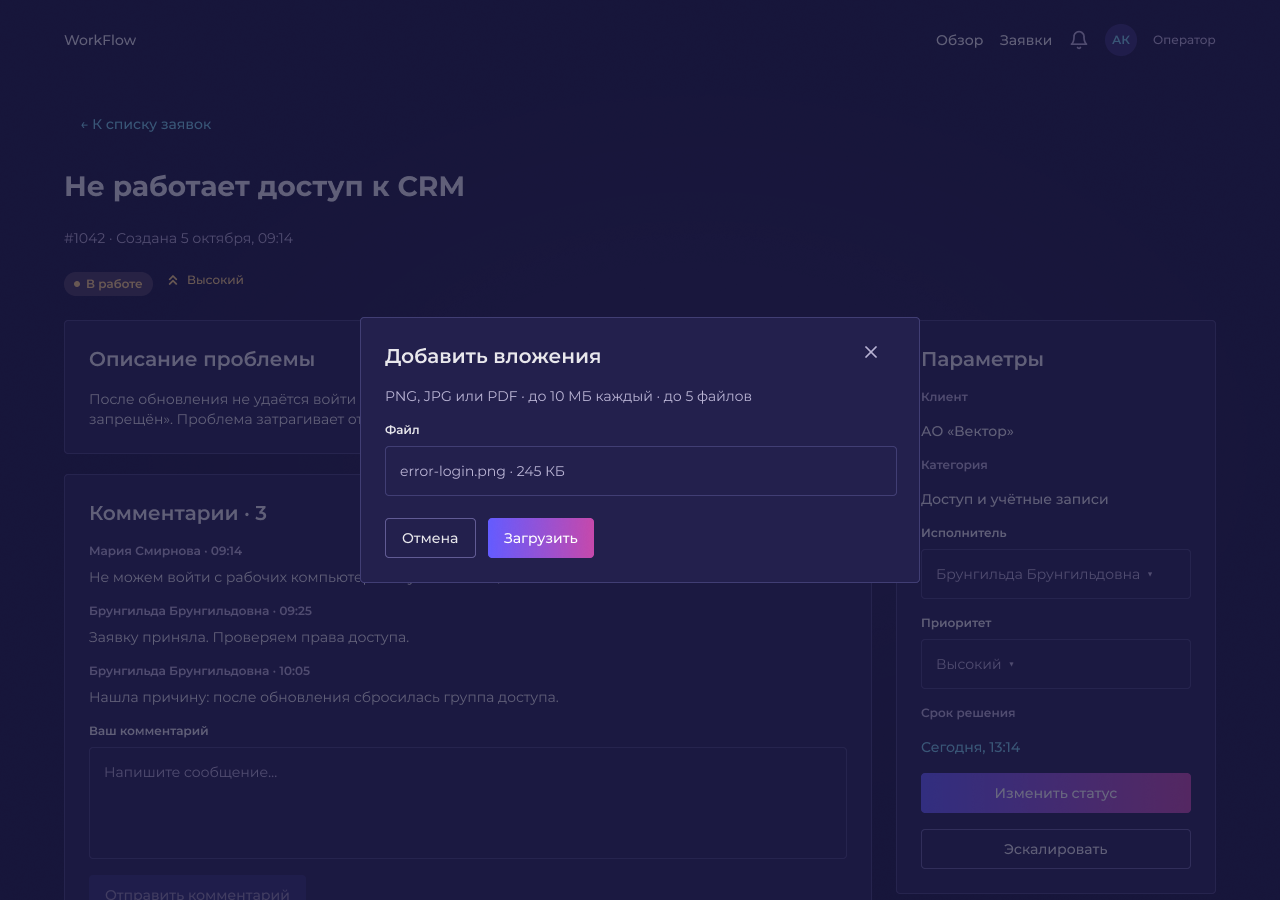 WorkFlow
Обзор
Заявки
АК
Оператор
← К списку заявок
Не работает доступ к CRM
#1042 · Создана 5 октября, 09:14
В работе
Высокий
Описание проблемы
После обновления не удаётся войти
запрещён». Проблема затрагивает
Комментарии · 3
Мария Смирнова · 09:14
Не можем войти с рабочих
Брунгильда Брунгильдовна · 09:25
Заявку приняла. Проверяем права доступа.
Брунгильда Брунгильдовна · 10:05
Нашла причину: после обновления сбросилась группа доступа.
Ваш комментарий
Напишите сообщение...
Отправить комментарий
Добавить вложения
PNG, JPG или PDF · до 10 МБ каждый · до 5 файлов
Файл
error-login.png · 245 КБ
Отмена
Загрузить
Параметры
Клиент
АО «Вектор»
Категория
Доступ и учётные записи
Исполнитель
Брунгильда Брунгильдовна ▾
Приоритет
Высокий ▾
Срок решения
Сегодня, 13:14
Изменить статус
Эскалировать